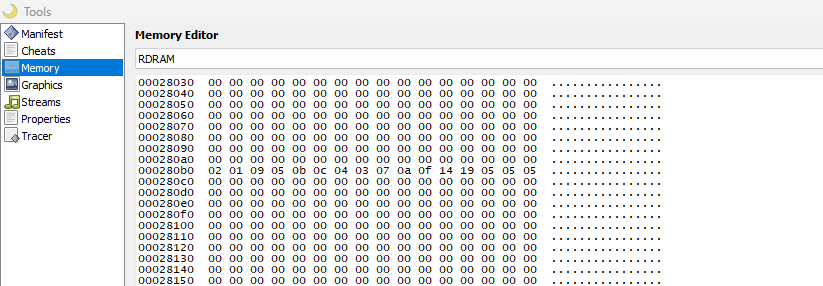 Tools
Manifest
Cheats
Memory
Graphics
Streams
Properties
Tracer
Memory Editor
RDRAM
00028030 00 00 00 00 00 00 00 00 00 00 00 00 00 00 00 00 ................
00028040 00 00 00 00 00 00 00 00 00 00 00 00 00 00 00 00 ................
00028050 00 00 00 00 00 00 00 00 00 00 00 00 00 00 00 00 ................
00028060 00 00 00 00 00 00 00 00 00 00 00 00 00 00 00 00 ................
00028070 00 00 00 00 00 00 00 00 00 00 00 00 00 00 00 00 ................
00028080 00 00 00 00 00 00 00 00 00 00 00 00 00 00 00 00 ................
00028090 00 00 00 00 00 00 00 00 00 00 00 00 00 00 00 00 ................
000280a0 00 00 00 00 00 00 00 00 00 00 00 00 00 00 00 00 ................
000280b0 02 01 09 05 0b 0c 04 03 07 0a 0f 14 19 05 05 05 ................
000280c0 00 00 00 00 00 00 00 00 00 00 00 00 00 00 00 00 ................
000280d0 00 00 00 00 00 00 00 00 00 00 00 00 00 00 00 00 ................
000280e0 00 00 00 00 00 00 00 00 00 00 00 00 00 00 00 00 ................
000280f0 00 00 00 00 00 00 00 00 00 00 00 00 00 00 00 00 ................
00028100 00 00 00 00 00 00 00 00 00 00 00 00 00 00 00 00 ................
00028110 00 00 00 00 00 00 00 00 00 00 00 00 00 00 00 00 ................
00028120 00 00 00 00 00 00 00 00 00 00 00 00 00 00 00 00 ................
00028130 00 00 00 00 00 00 00 00 00 00 00 00 00 00 00 00 ................
00028140 00 00 00 00 00 00 00 00 00 00 00 00 00 00 00 00 ................
00028150 00 00 00 00 00 00 00 00 00 00 00 00 00 00 00 00 ................